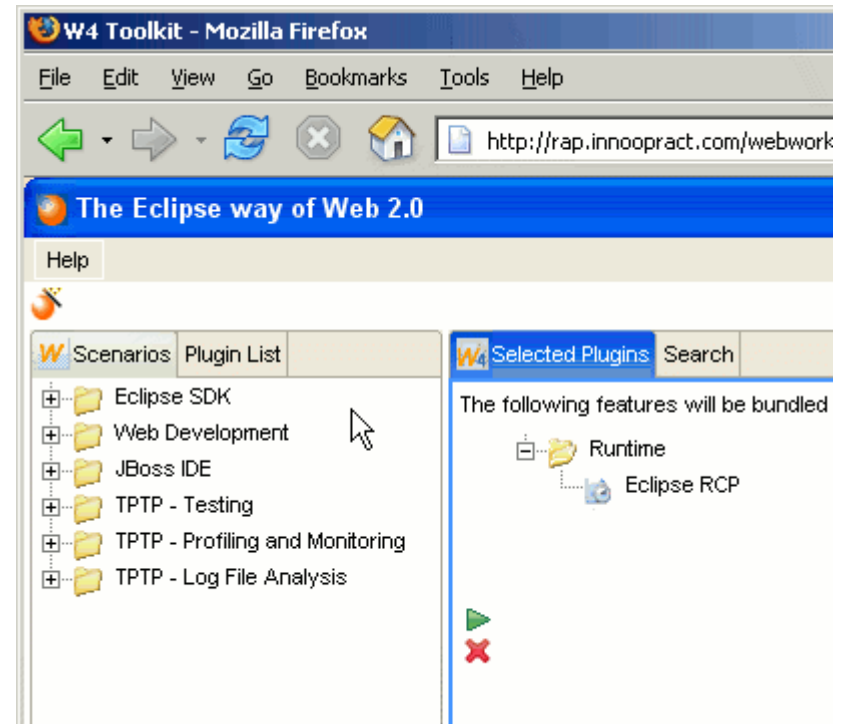 W4 Toolkit - Mozilla Firefox
File Edit View Go Bookmarks Tools Help
http://rap.innoopract.com/webwork
The Eclipse way of Web 2.0
Help
W Scenarios Plugin List
W4 Selected Plugins Search
Eclipse SDK
Web Development
JBoss IDE
TPTP - Testing
TPTP - Profiling and Monitoring
TPTP - Log File Analysis
The following features will be bundled
Runtime
Eclipse RCP